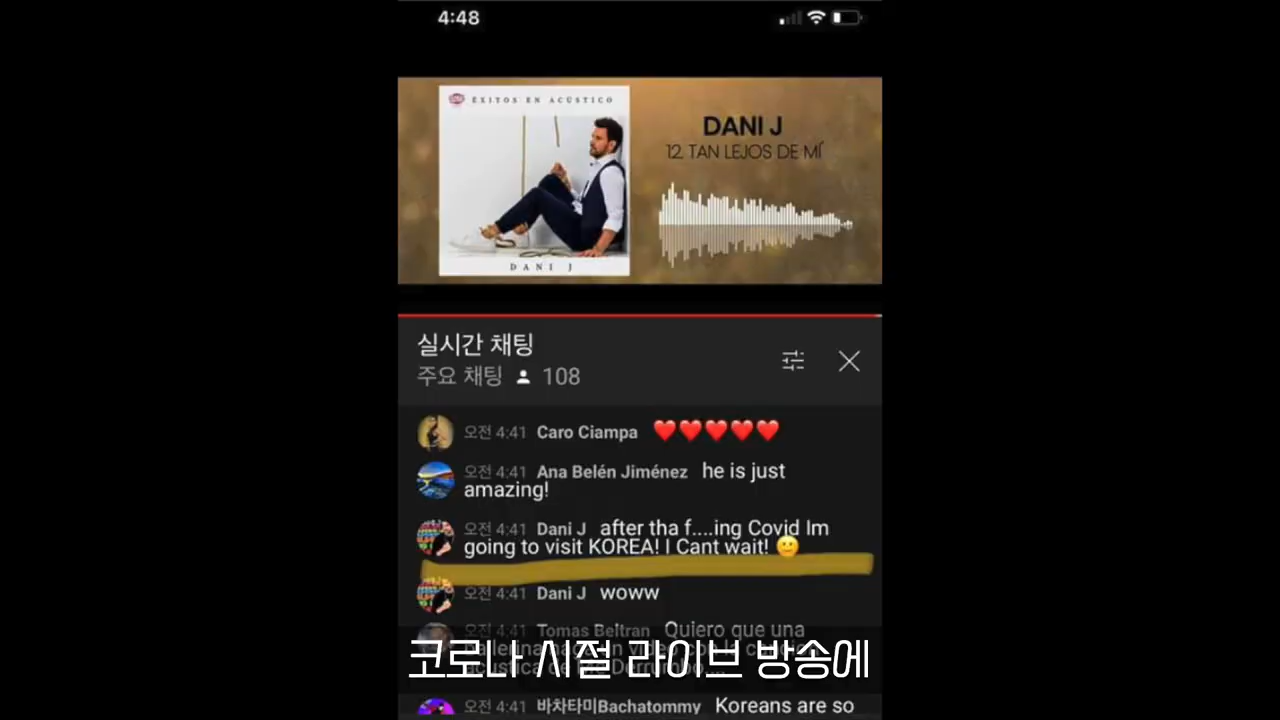 4:48
ÉXITOS EN ACÚSTICO
DANI J
DANI J
12. TAN LEJOS DE MÍ
실시간 채팅
주요 채팅 108
오전 4:41 Caro Ciampa ❤️❤️❤️❤️❤️
오전 4:41 Ana Belén Jiménez he is just
amazing!
오전 4:41 Dani J after tha f....ing Covid Im
going to visit KOREA! I Cant wait! 🙂
오전 4:41 Dani J woww
오전 4:41 Tomas Beltran Quiero que una
코로나 시절 라이브 방송에
오전 4:41 바차타미Bachatommy Koreans are so